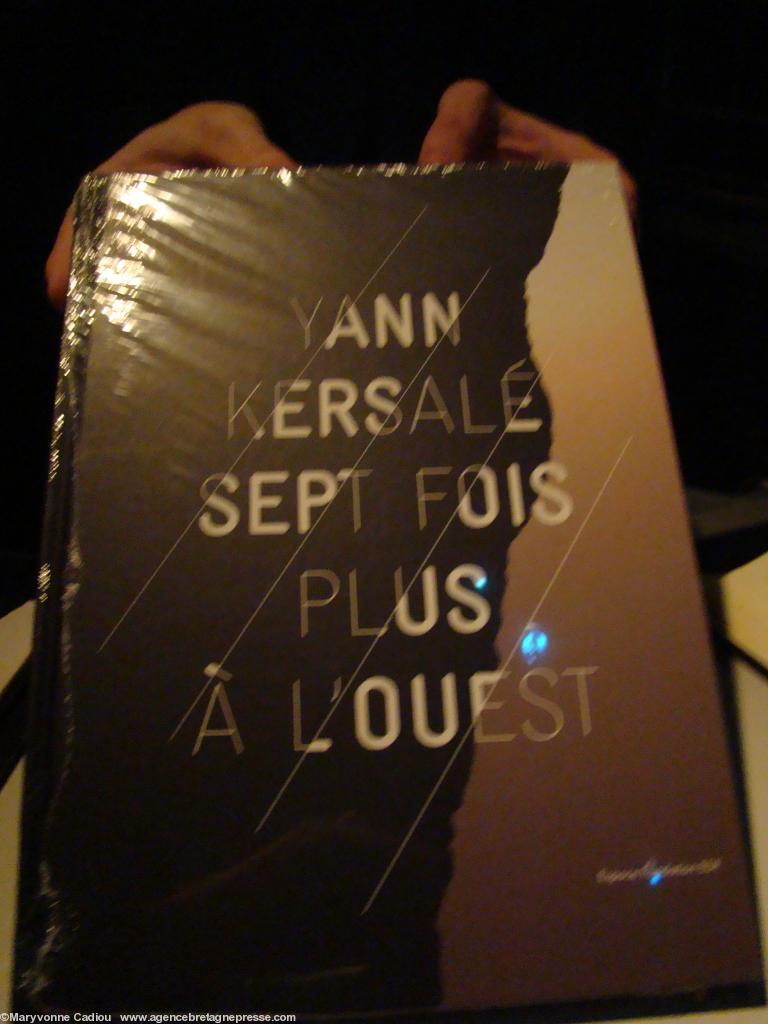 YANN
KERSALÉ
SEPT FOIS
PLUS
À L'OUEST
©Maryvonne Cadiou www.agencebretagnepresse.com